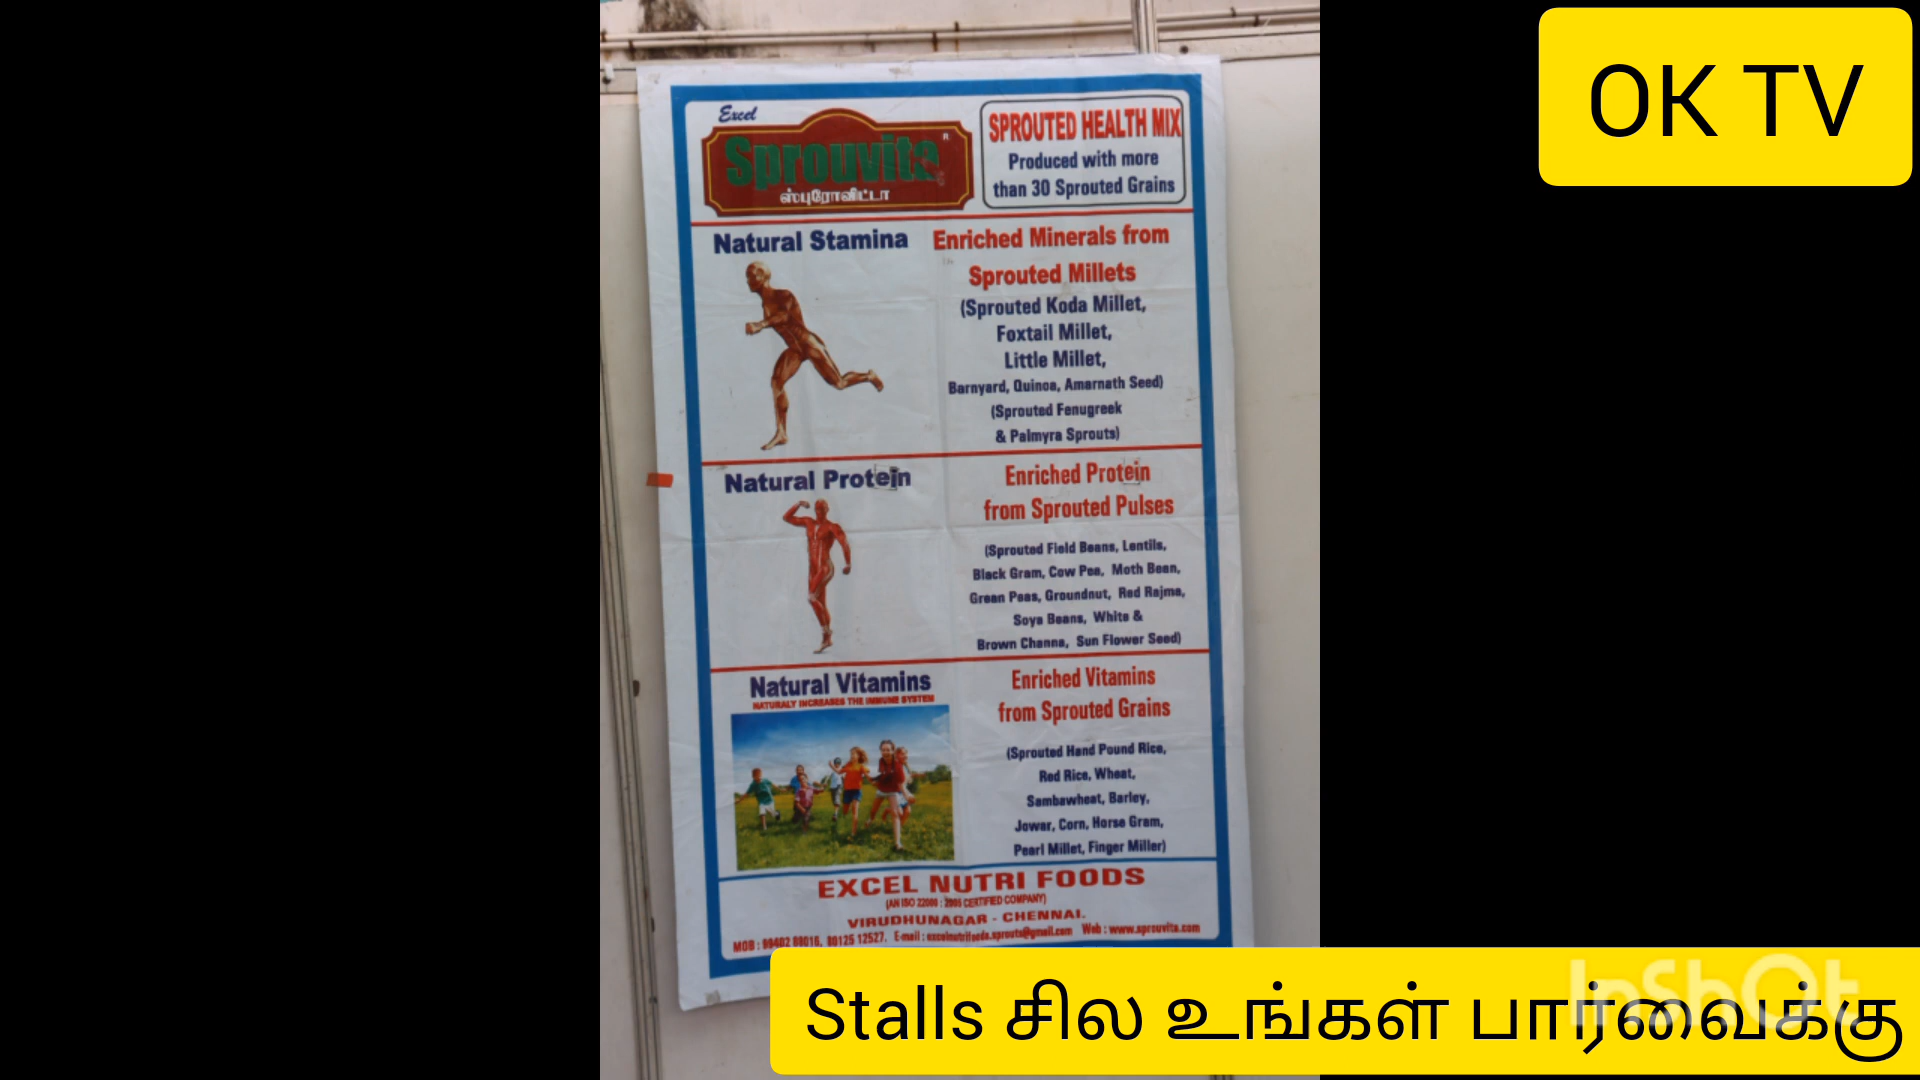 OK TV
Excel
Sprouvita
ஸ்புரோவிட்டா
SPROUTED HEALTH MIX
Produced with more
than 30 Sprouted Grains
Natural Stamina
Enriched Minerals from
Sprouted Millets
(Sprouted Koda Millet,
Foxtail Millet,
Little Millet,
Barnyard, Quinoa, Amarnath Seed)
(Sprouted Fenugreek
& Palmyra Sprouts)
Natural Protein
Enriched Protein
from Sprouted Pulses
(Sprouted Field Beans, Lentils,
Black Gram, Cow Pea, Moth Bean,
Green Peas, Groundnut, Red Rajma,
Soya Beans, White &
Brown Channa, Sun Flower Seed)
Natural Vitamins
NATURALY INCREASES THE IMMUNE SYSTEM
Enriched Vitamins
from Sprouted Grains
(Sprouted Hand Pound Rice,
Red Rice, Wheat,
Sambawheat, Barley,
Jowar, Corn, Horse Gram,
Pearl Millet, Finger Miller)
EXCEL NUTRI FOODS
(AN ISO 22000 : 2005 CERTIFIED COMPANY)
VIRUDHUNAGAR - CHENNAI.
MOB : 99402 88016, 80125 12527. E-mail : excelnutrifoods.sprouts@gmail.com Web : www.sprouvita.com
Stalls சில உங்கள் பார்வைக்கு
InShOt